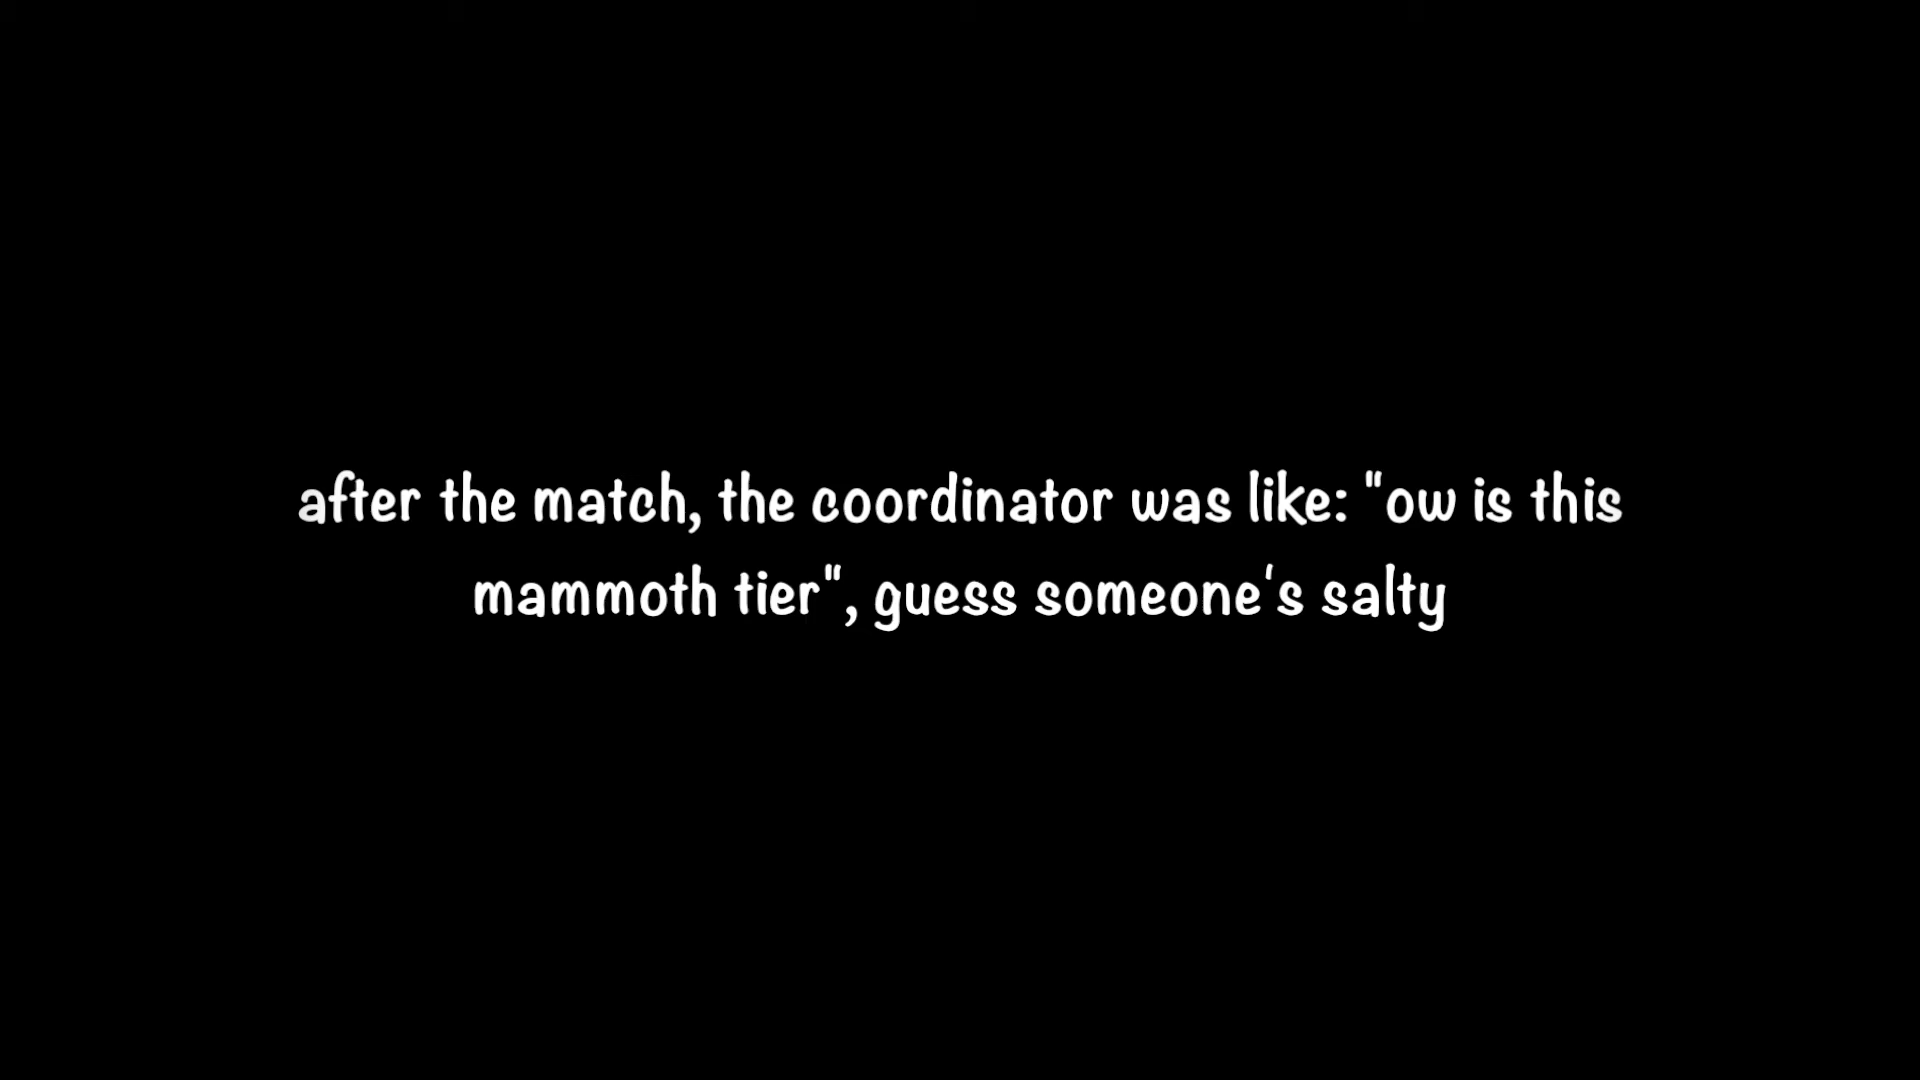 after the match, the coordinator was like: "ow is this
mammoth tier", guess someone's salty